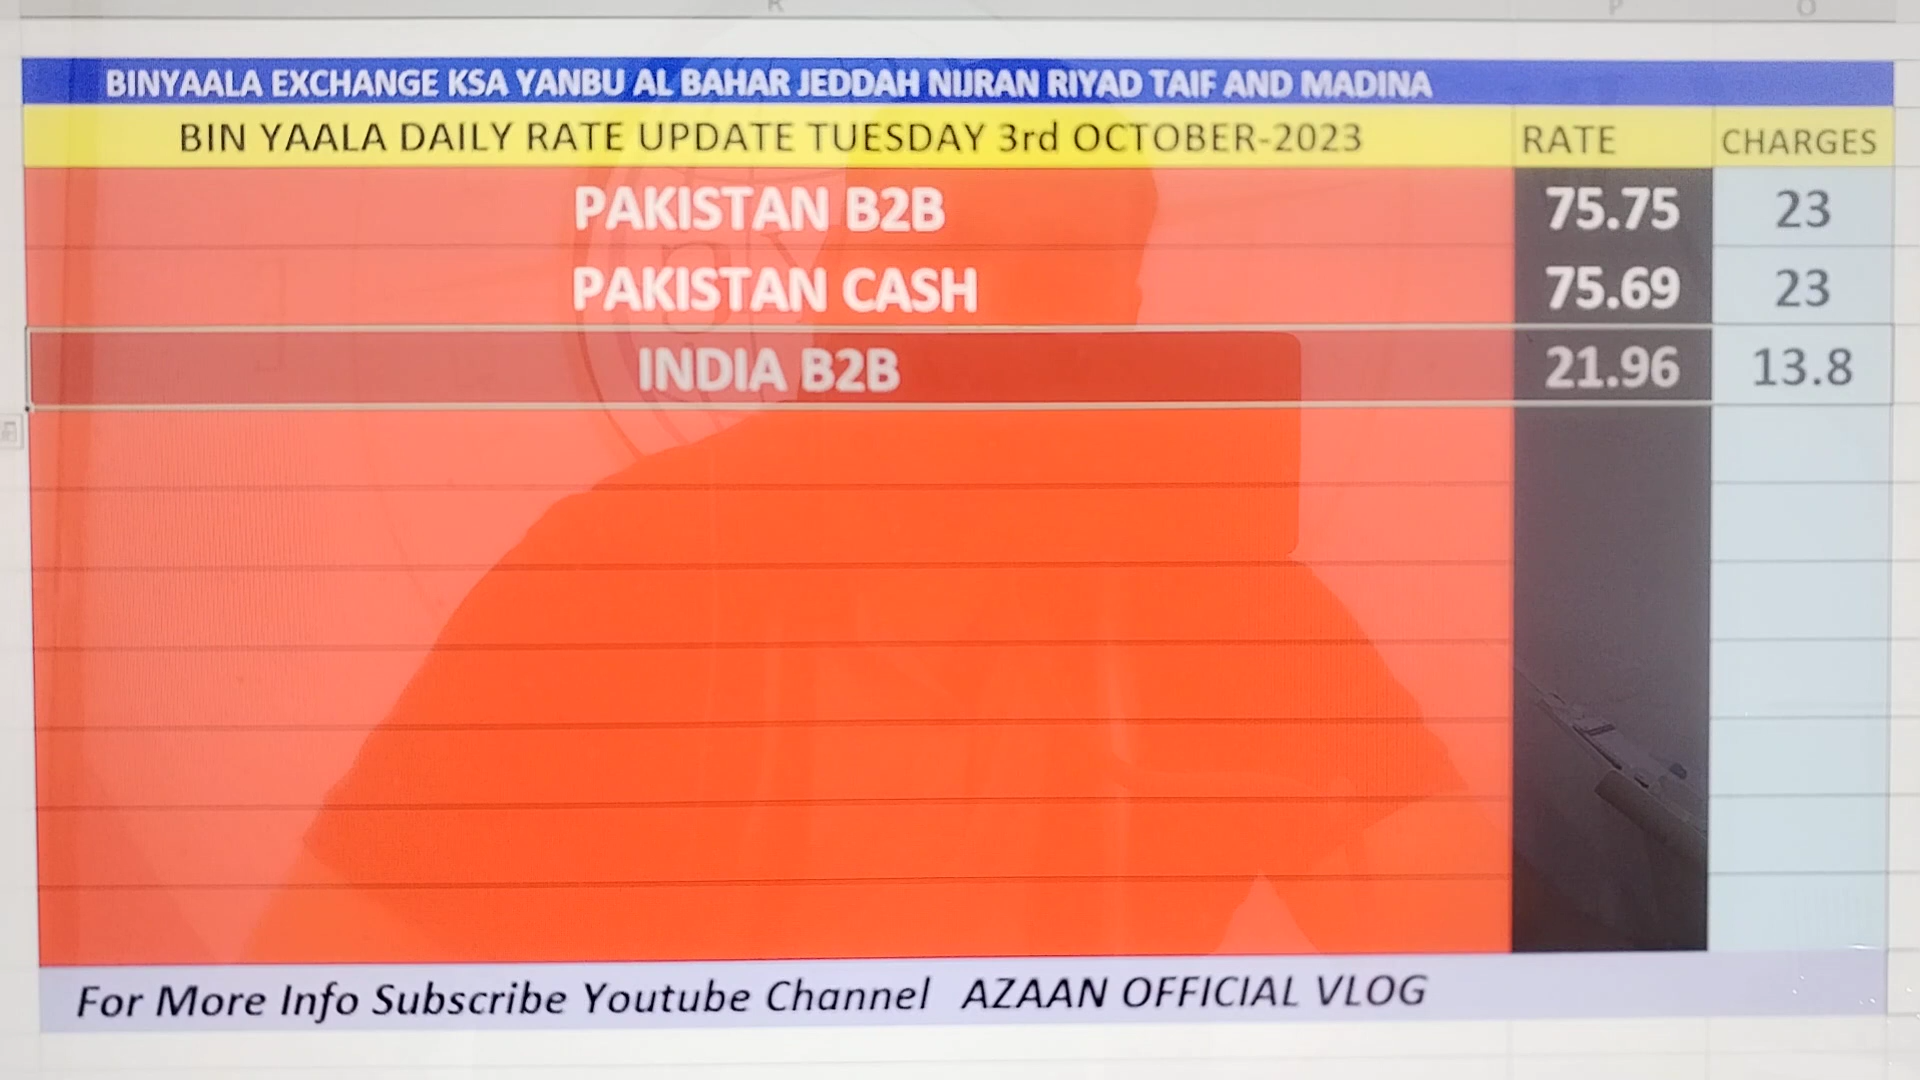 R P O
BINYAALA EXCHANGE KSA YANBU AL BAHAR JEDDAH NIJRAN RIYAD TAIF AND MADINA
BIN YAALA DAILY RATE UPDATE TUESDAY 3rd OCTOBER-2023 RATE CHARGES
PAKISTAN B2B 75.75 23
PAKISTAN CASH 75.69 23
INDIA B2B 21.96 13.8
For More Info Subscribe Youtube Channel AZAAN OFFICIAL VLOG